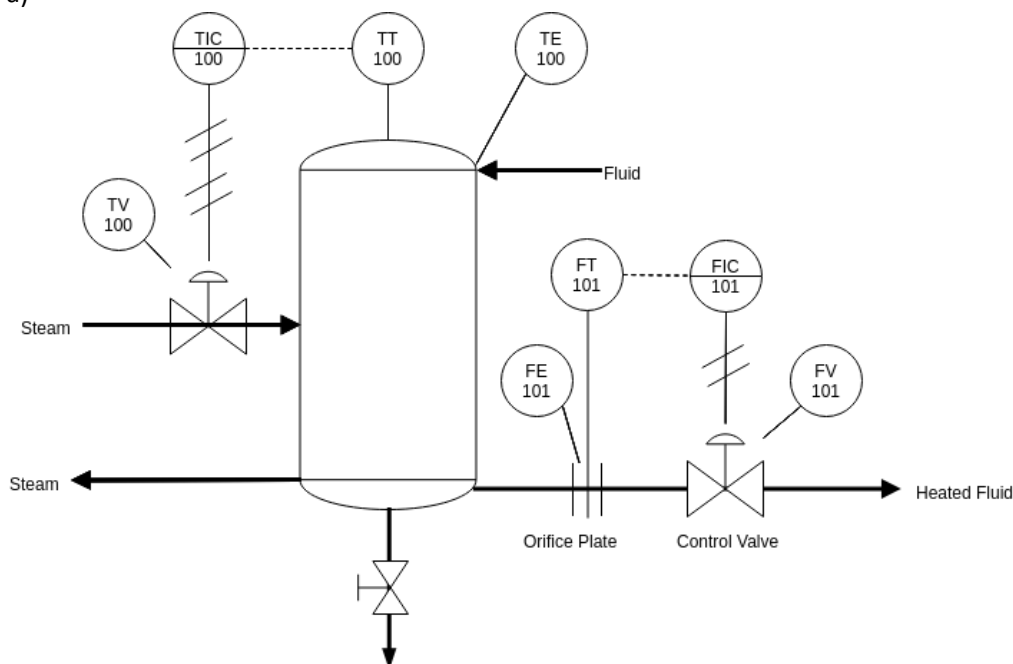 TIC
100
TT
100
TE
100
Fluid
TV
100
FT
101
FIC
101
Steam
FE
101
FV
101
Steam
Heated Fluid
Orifice Plate
Control Valve